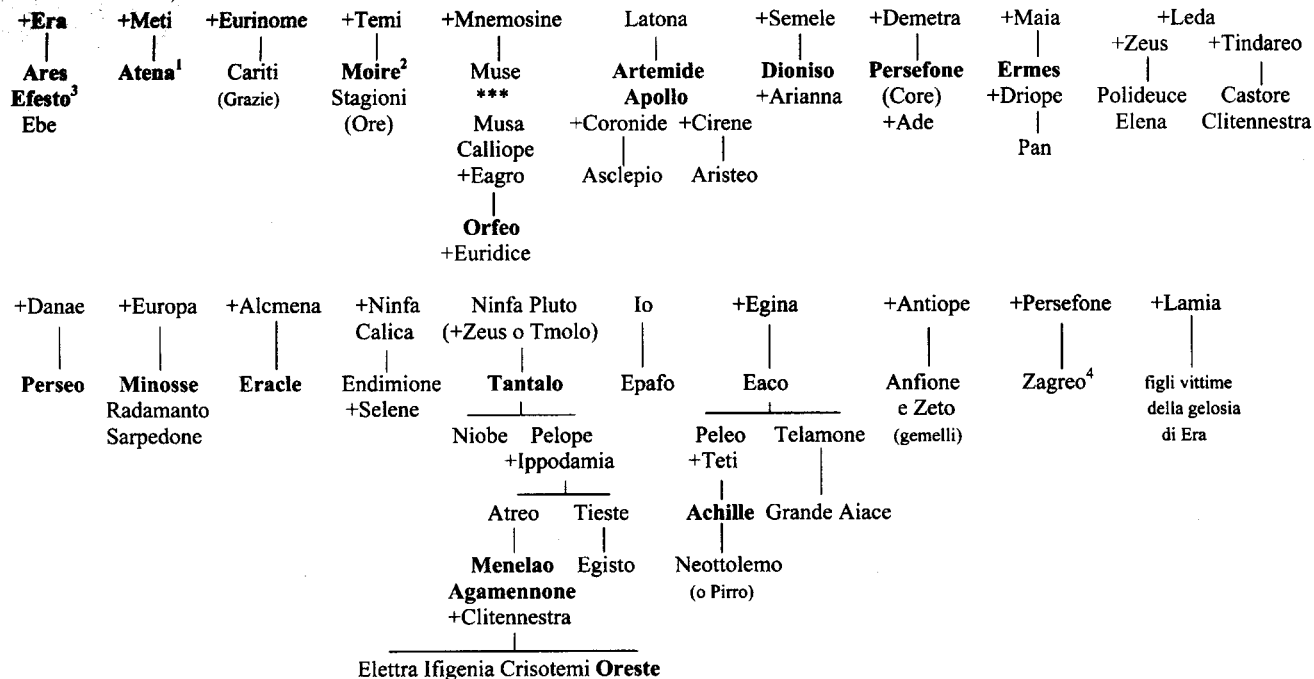 +Era +Meti +Eurinome +Temi +Mnemosine Latona +Semele +Demetra +Maia +Leda
+Zeus +Tindareo
Ares Atena¹ Cariti Moire² Muse Artemide Dioniso Persefone Ermes
Efesto³ (Grazie) Stagioni *** Apollo +Arianna (Core) +Driope Polideuce Castore
Ebe (Ore) Musa +Coronide +Cirene +Ade Elena Clitennestra
Calliope Pan
+Eagro Asclepio Aristeo
Orfeo
+Euridice
+Danae +Europa +Alcmena +Ninfa Ninfa Pluto Io +Egina +Antiope +Persefone +Lamia
Calica (+Zeus o Tmolo)
Perseo Minosse Eracle Endimione Tantalo Epafo Eaco Anfione Zagreo⁴ figli vittime
Radamanto +Selene e Zeto della gelosia
Sarpedone Niobe Pelope Peleo Telamone (gemelli) di Era
+Ippodamia +Teti
Atreo Tieste Achille Grande Aiace
Menelao Egisto Neottolemo
Agamennone (o Pirro)
+Clitennestra
Elettra Ifigenia Crisotemi Oreste